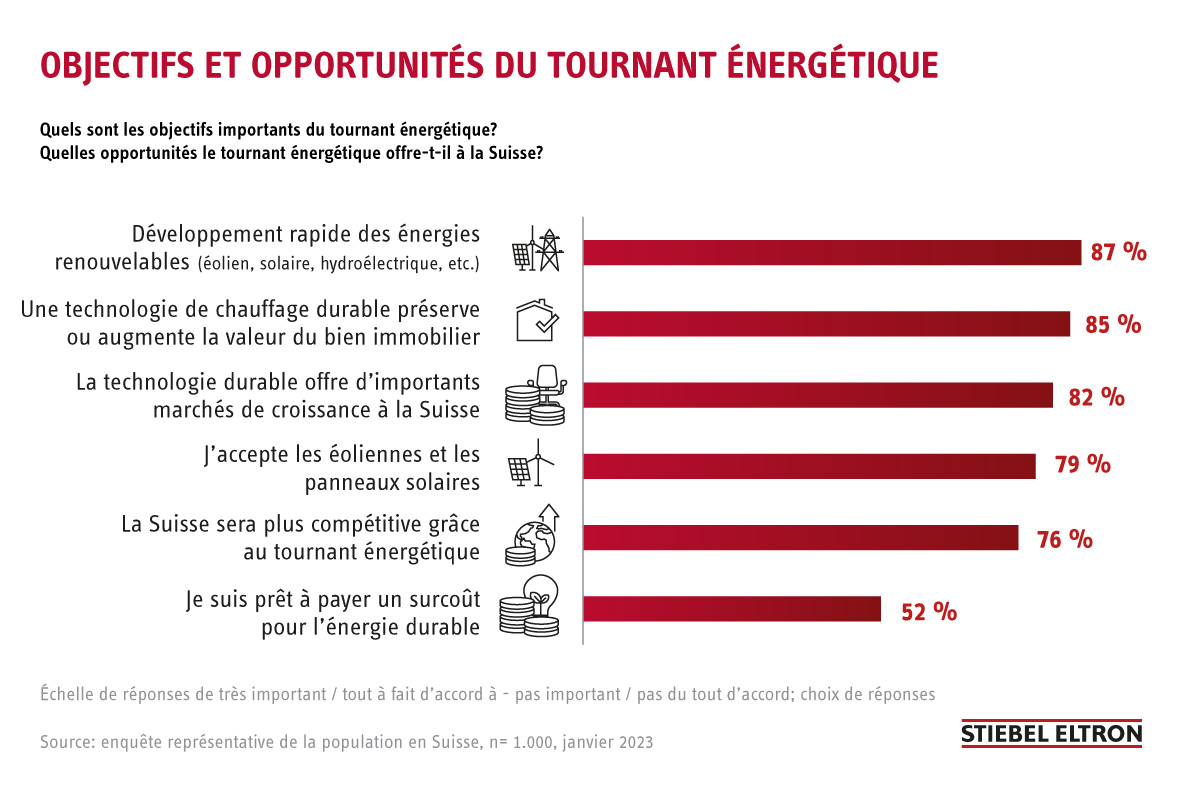 OBJECTIFS ET OPPORTUNITÉS DU TOURNANT ÉNERGÉTIQUE
Quels sont les objectifs importants du tournant énergétique?
Quelles opportunités le tournant énergétique offre-t-il à la Suisse?
Développement rapide des énergies
renouvelables (éolien, solaire, hydroélectrique, etc.)
87 %
Une technologie de chauffage durable préserve
ou augmente la valeur du bien immobilier
85 %
La technologie durable offre d’importants
marchés de croissance à la Suisse
82 %
J’accepte les éoliennes et les
panneaux solaires
79 %
La Suisse sera plus compétitive grâce
au tournant énergétique
76 %
Je suis prêt à payer un surcoût
pour l’énergie durable
52 %
Échelle de réponses de très important / tout à fait d’accord à - pas important / pas du tout d’accord; choix de réponses
Source: enquête représentative de la population en Suisse, n= 1.000, janvier 2023
STIEBEL ELTRON